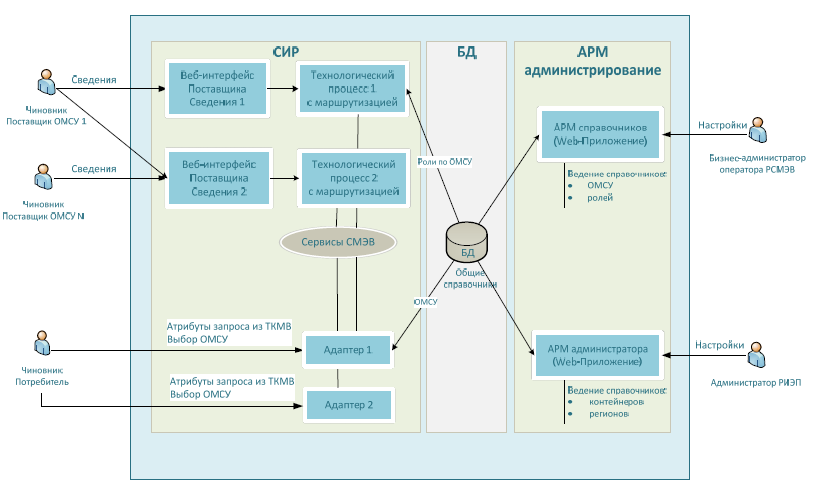 СИР
БД
АРМ
администрирование
Чиновник
Поставщик ОМСУ 1
Сведения
Веб-интерфейс
Поставщика
Сведения 1
Технологический
процесс 1
с маршрутизацией
Чиновник
Поставщик ОМСУ N
Сведения
Веб-интерфейс
Поставщика
Сведения 2
Технологический
процесс 2
с маршрутизацией
Сервисы СМЭВ
Роли по ОМСУ
БД
Общие
справочники
ОМСУ
АРМ справочников
(Web-Приложение)
Ведение справочников:
• ОМСУ
• ролей
Настройки
Бизнес-администратор
оператора РСМЭВ
Чиновник
Потребитель
Атрибуты запроса из ТКМВ
Выбор ОМСУ
Адаптер 1
Атрибуты запроса из ТКМВ
Выбор ОМСУ
Адаптер 2
АРМ администратора
(Web-Приложение)
Ведение справочников:
• контейнеров
• регионов
Настройки
Администратор РИЭП